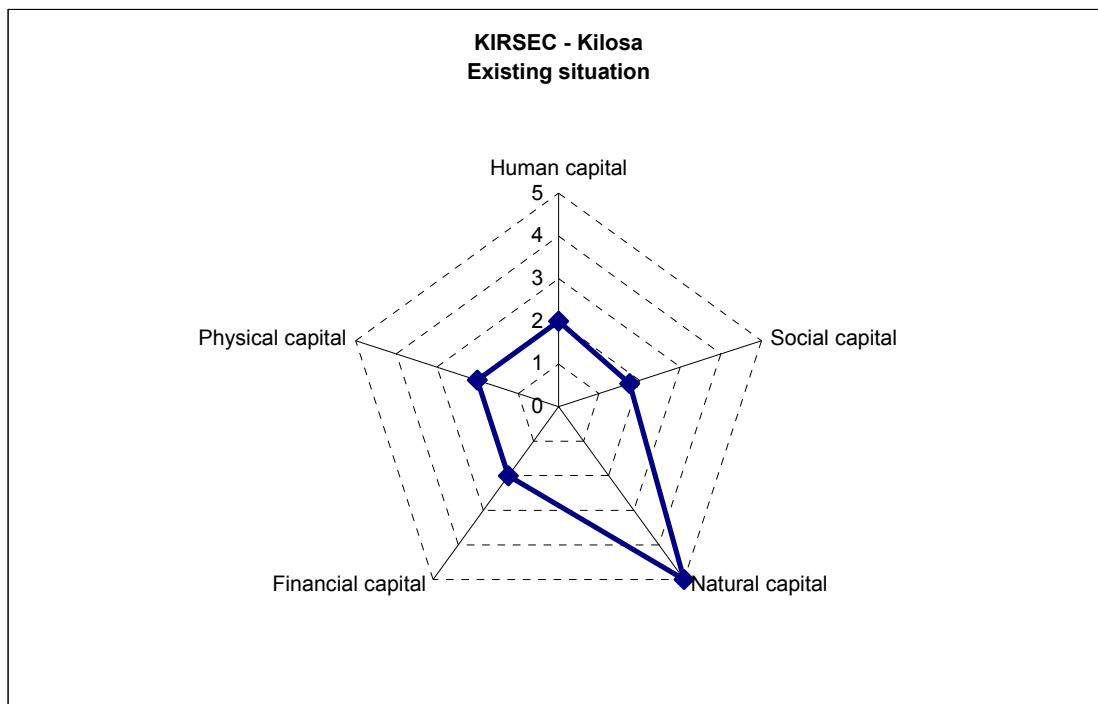 KIRSEC - Kilosa
Existing situation
Human capital
5
4
3
2
1
0
Physical capital
Social capital
Financial capital
Natural capital